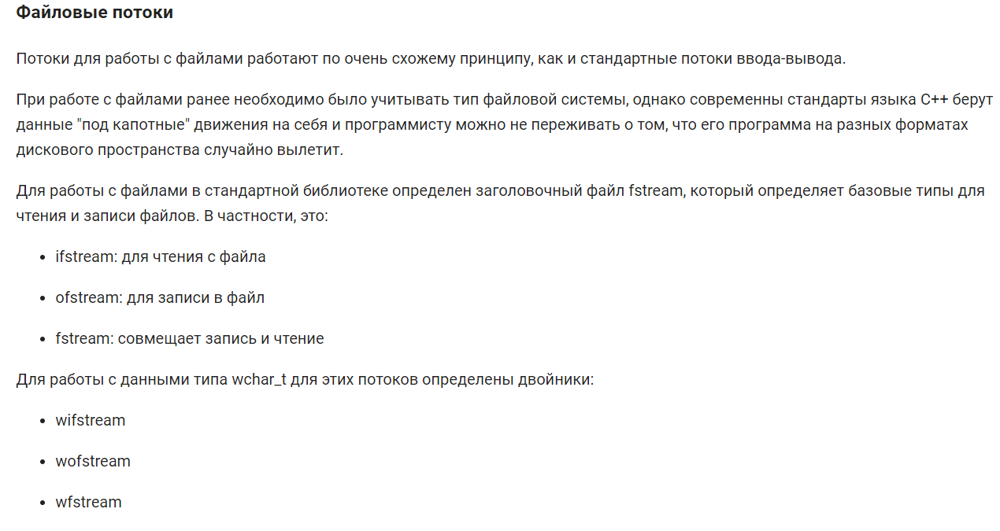 Файловые потоки
Потоки для работы с файлами работают по очень схожему принципу, как и стандартные потоки ввода-вывода.
При работе с файлами ранее необходимо было учитывать тип файловой системы, однако современны стандарты языка C++ берут
данные "под капотные" движения на себя и программисту можно не переживать о том, что его программа на разных форматах
дискового пространства случайно вылетит.
Для работы с файлами в стандартной библиотеке определен заголовочный файл fstream, который определяет базовые типы для
чтения и записи файлов. В частности, это:
• ifstream: для чтения с файла
• ofstream: для записи в файл
• fstream: совмещает запись и чтение
Для работы с данными типа wchar_t для этих потоков определены двойники:
• wifstream
• wofstream
• wfstream